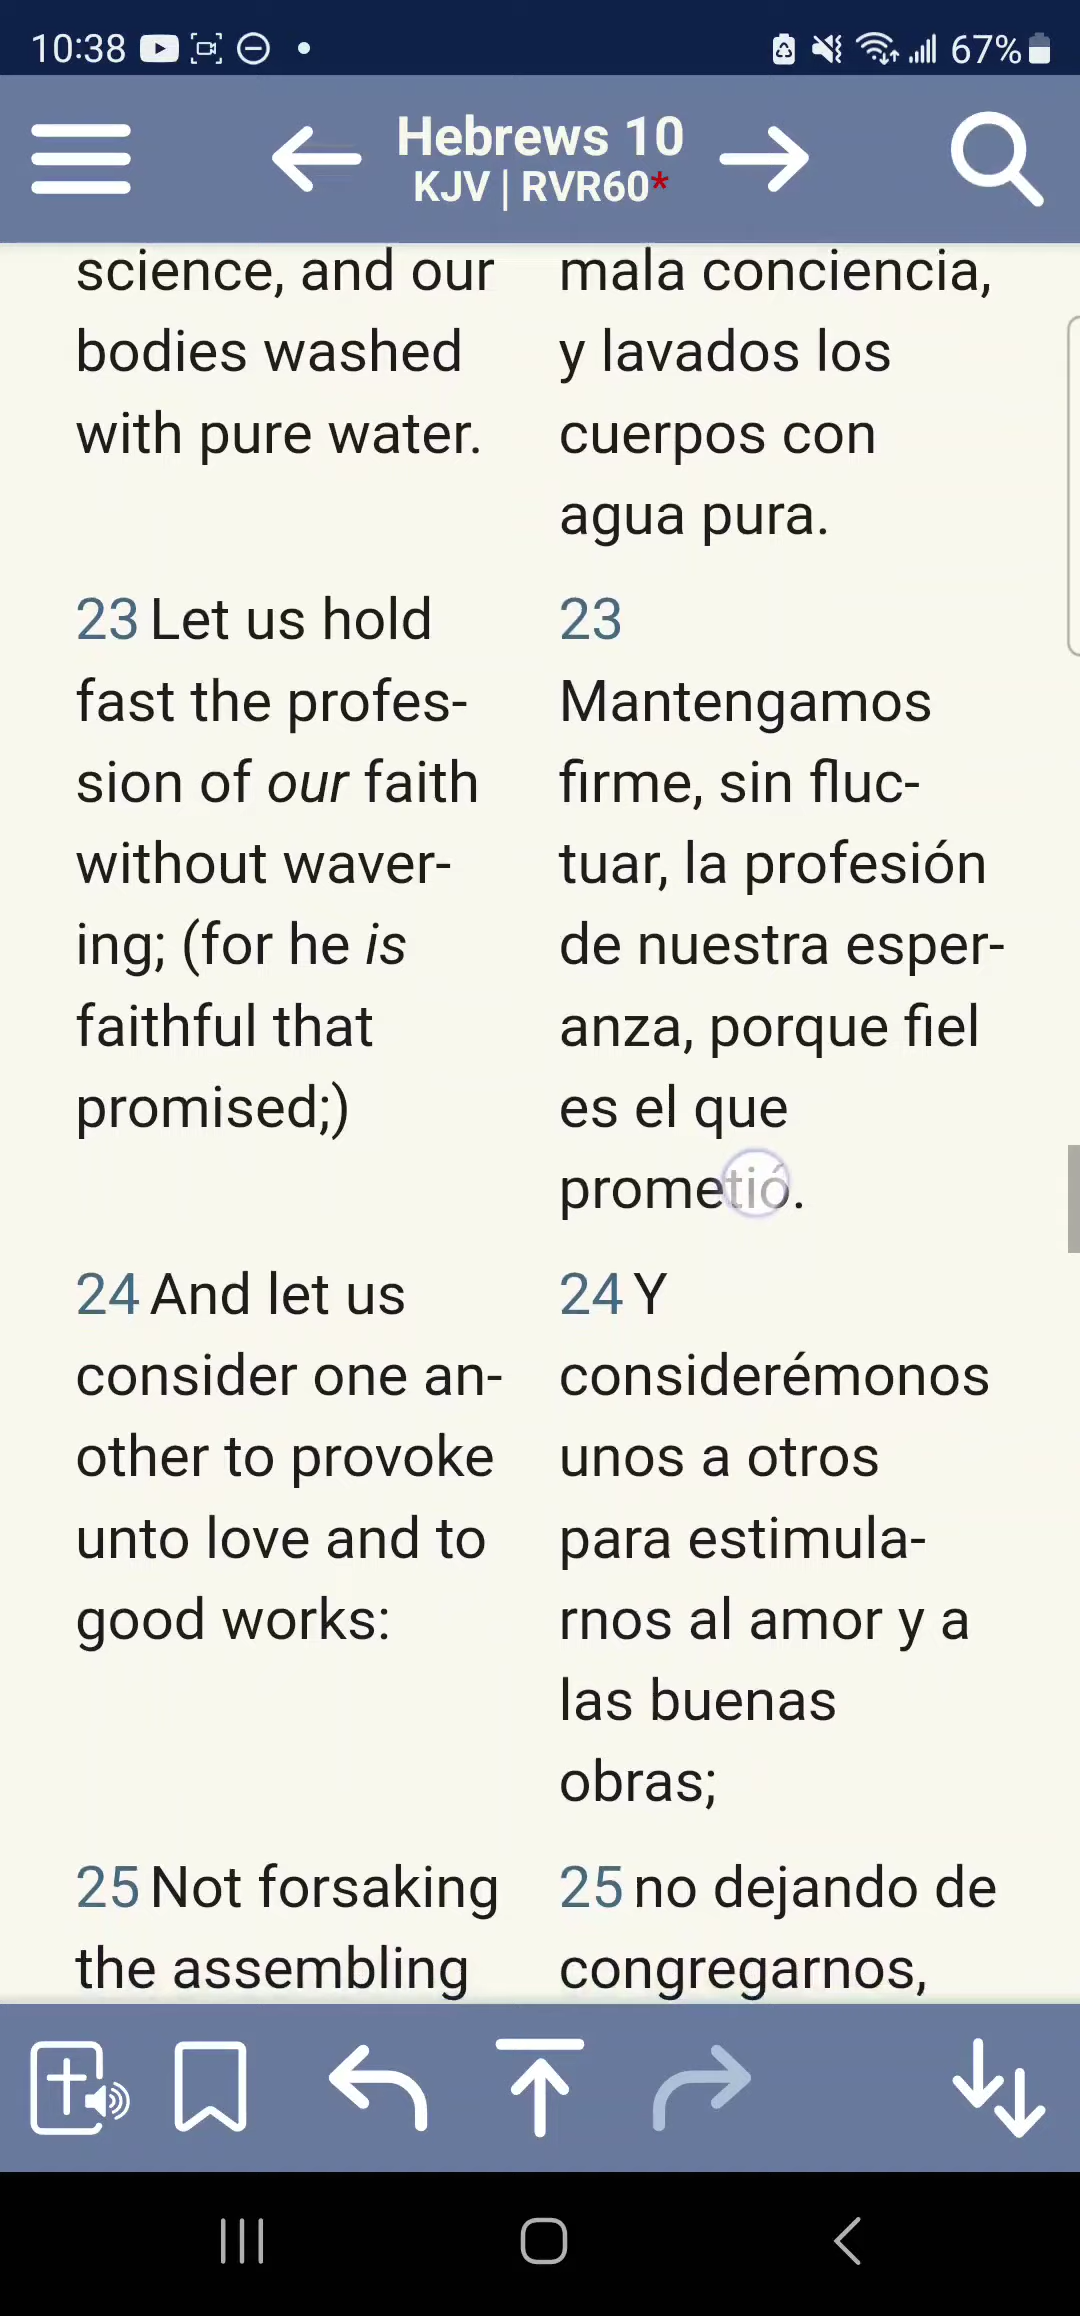 10:38
67%
Hebrews 10
KJV | RVR60*
science, and our
bodies washed
with pure water.
23 Let us hold
fast the profes-
sion of our faith
without waver-
ing; (for he is
faithful that
promised;)
24 And let us
consider one an-
other to provoke
unto love and to
good works:
25 Not forsaking
the assembling
mala conciencia,
y lavados los
cuerpos con
agua pura.
23
Mantengamos
firme, sin fluc-
tuar, la profesión
de nuestra esper-
anza, porque fiel
es el que
prometió.
24 Y
considerémonos
unos a otros
para estimula-
rnos al amor y a
las buenas
obras;
25 no dejando de
congregarnos,